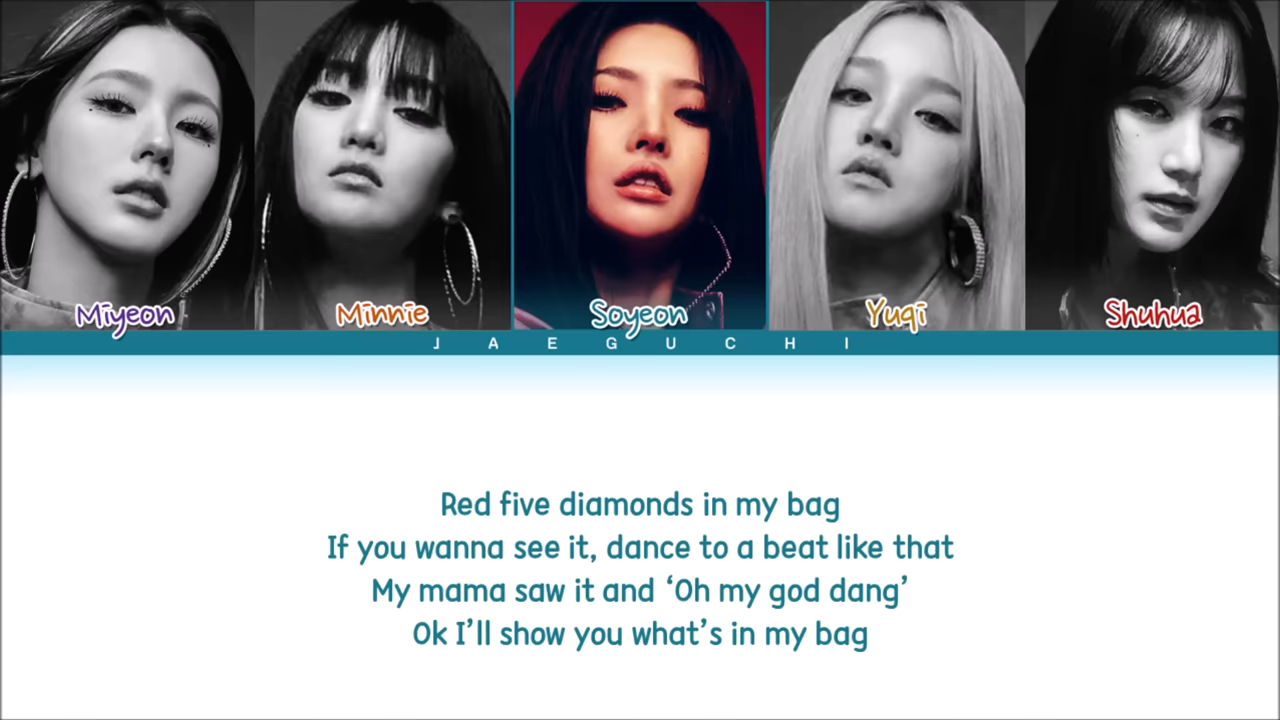 Miyeon Minnie Soyeon Yuqi Shuhua
JAEGUCHI
Red five diamonds in my bag
If you wanna see it, dance to a beat like that
My mama saw it and ‘Oh my god dang’
Ok I’ll show you what’s in my bag